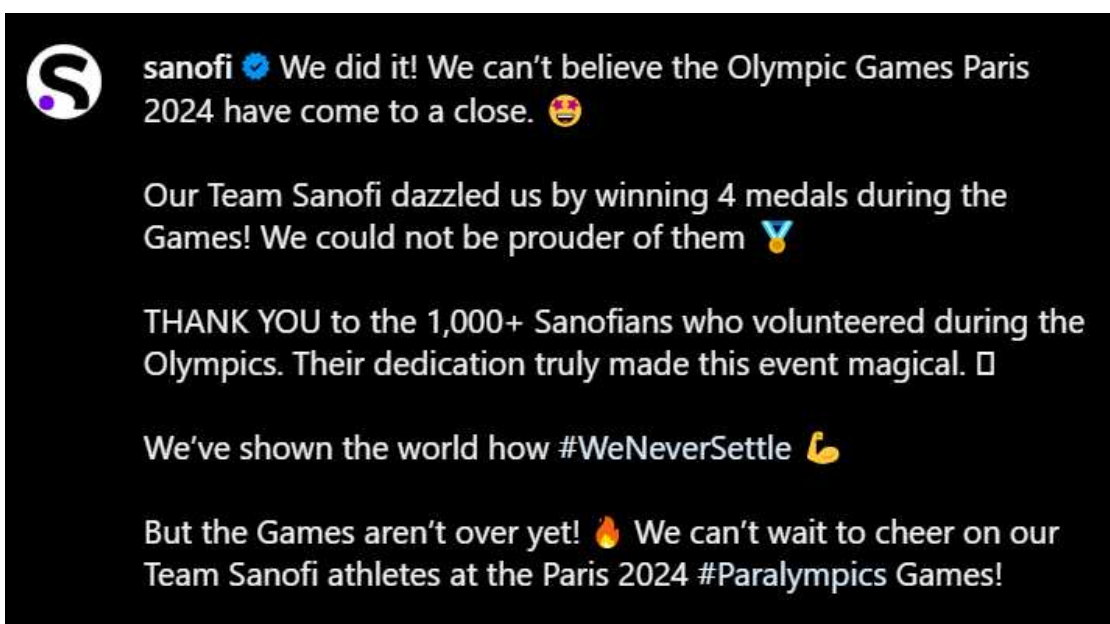 sanofi We did it! We can’t believe the Olympic Games Paris
2024 have come to a close. 🤩
Our Team Sanofi dazzled us by winning 4 medals during the
Games! We could not be prouder of them 🏅
THANK YOU to the 1,000+ Sanofians who volunteered during the
Olympics. Their dedication truly made this event magical. 
We’ve shown the world how #WeNeverSettle 💪
But the Games aren’t over yet! 🔥 We can’t wait to cheer on our
Team Sanofi athletes at the Paris 2024 #Paralympics Games!